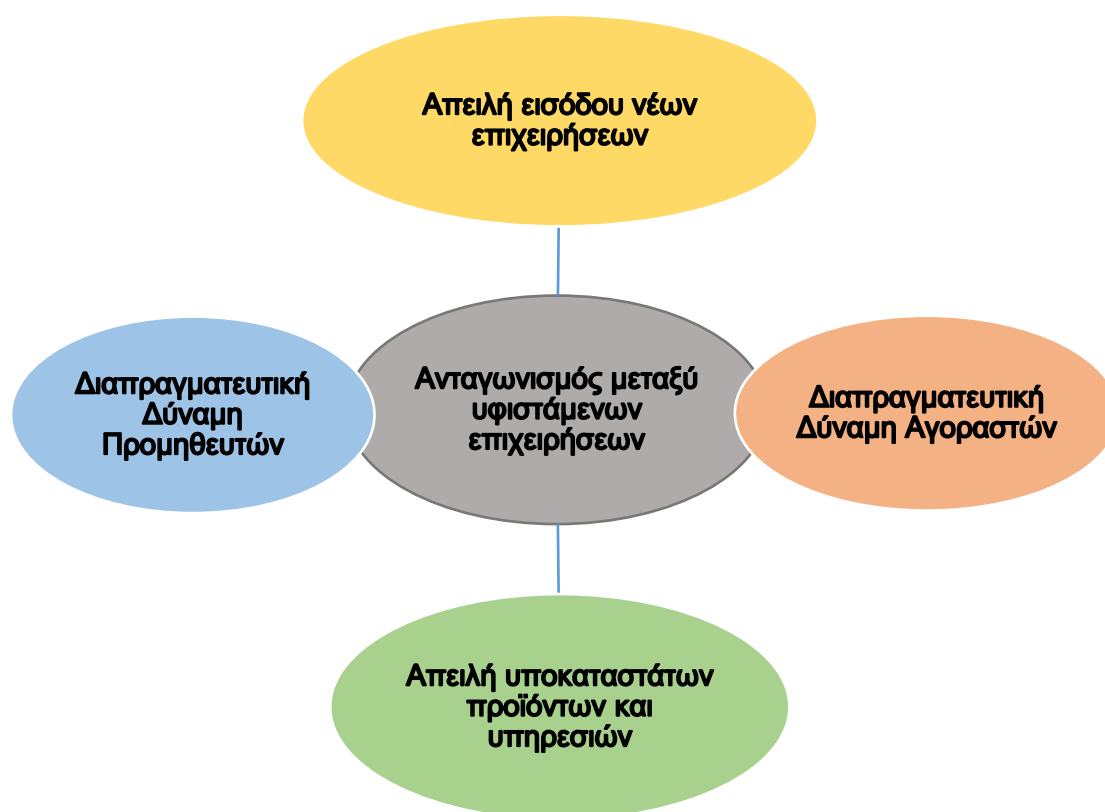 Απειλή εισόδου νέων
επιχειρήσεων
Διαπραγματευτική
Δύναμη
Προμηθευτών
Ανταγωνισμός μεταξύ
υφιστάμενων
επιχειρήσεων
Διαπραγματευτική
Δύναμη Αγοραστών
Απειλή υποκαταστάτων
προϊόντων και
υπηρεσιών